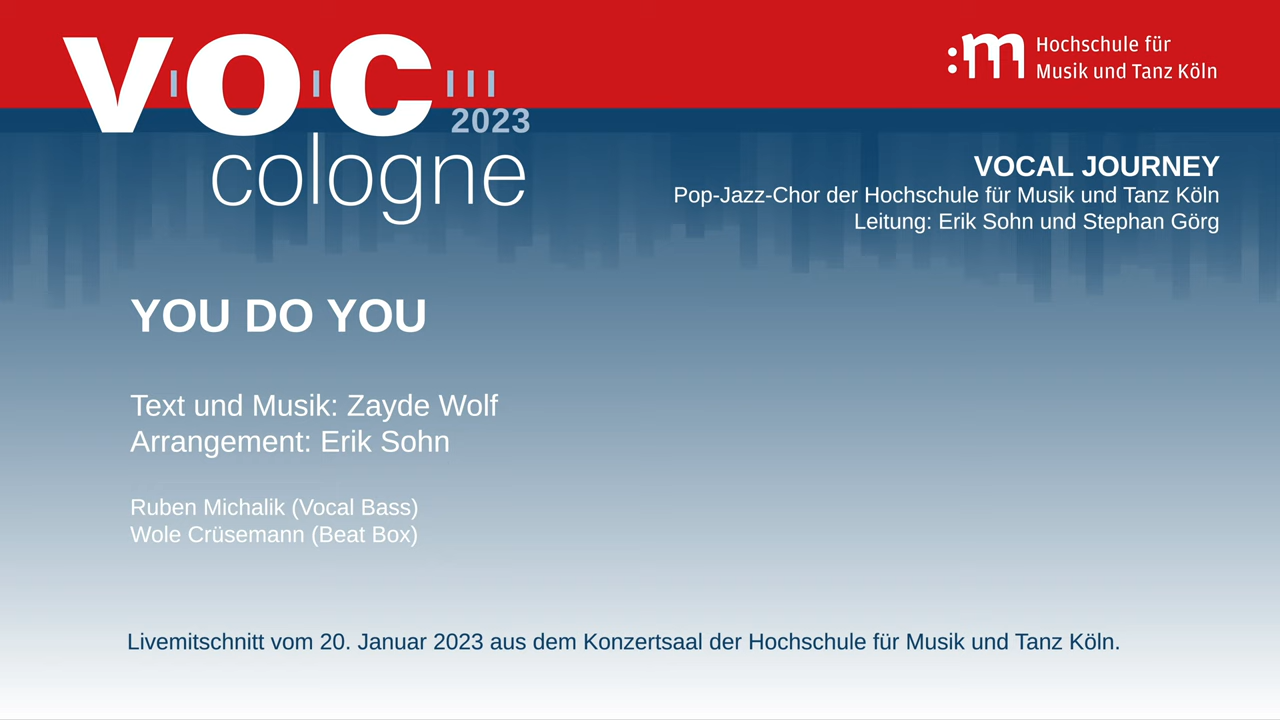 voc
2023
cologne
:m Hochschule für
Musik und Tanz Köln
VOCAL JOURNEY
Pop-Jazz-Chor der Hochschule für Musik und Tanz Köln
Leitung: Erik Sohn und Stephan Görg
YOU DO YOU
Text und Musik: Zayde Wolf
Arrangement: Erik Sohn
Ruben Michalik (Vocal Bass)
Wole Crüsemann (Beat Box)
Livemitschnitt vom 20. Januar 2023 aus dem Konzertsaal der Hochschule für Musik und Tanz Köln.